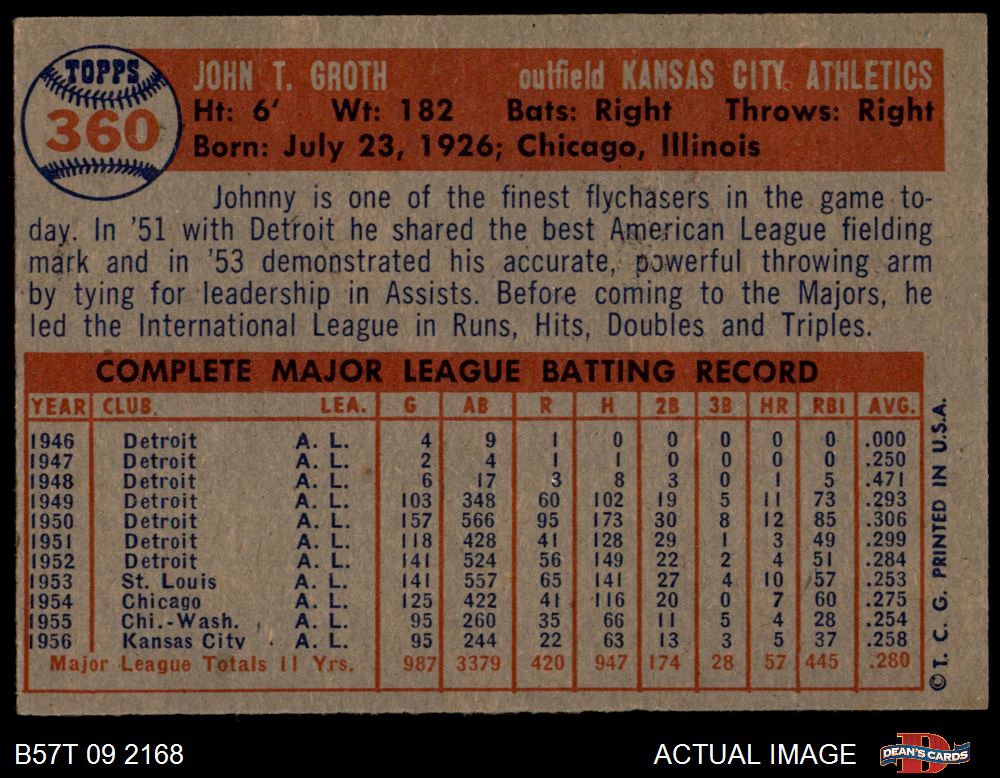 TOPPS
360
JOHN T. GROTH outfield KANSAS CITY ATHLETICS
Ht: 6' Wt: 182 Bats: Right Throws: Right
Born: July 23, 1926; Chicago, Illinois
Johnny is one of the finest flychasers in the game to-
day. In '51 with Detroit he shared the best American League fielding
mark and in '53 demonstrated his accurate, powerful throwing arm
by tying for leadership in Assists. Before coming to the Majors, he
led the International League in Runs, Hits, Doubles and Triples.
COMPLETE MAJOR LEAGUE BATTING RECORD
YEAR CLUB LEA. G AB R H 2B 3B HR RBI AVG.
1946 Detroit A. L. 4 9 1 0 0 0 0 0 .000
1947 Detroit A. L. 2 4 1 1 0 0 0 0 .250
1948 Detroit A. L. 6 17 3 8 3 0 1 5 .471
1949 Detroit A. L. 103 348 60 102 19 5 11 73 .293
1950 Detroit A. L. 157 566 95 173 30 8 12 85 .306
1951 Detroit A. L. 118 428 41 128 29 1 3 49 .299
1952 Detroit A. L. 141 524 56 149 22 2 4 51 .284
1953 St. Louis A. L. 141 557 65 141 27 4 10 57 .253
1954 Chicago A. L. 125 422 41 116 20 0 7 60 .275
1955 Chi.-Wash. A. L. 95 260 35 66 11 5 4 28 .254
1956 Kansas City A. L. 95 244 22 63 13 3 5 37 .258
Major League Totals 11 Yrs. 987 3379 420 947 174 28 57 445 .280
© T. C. G. PRINTED IN U.S.A.
B57T 09 2168 ACTUAL IMAGE
DEAN'S CARDS